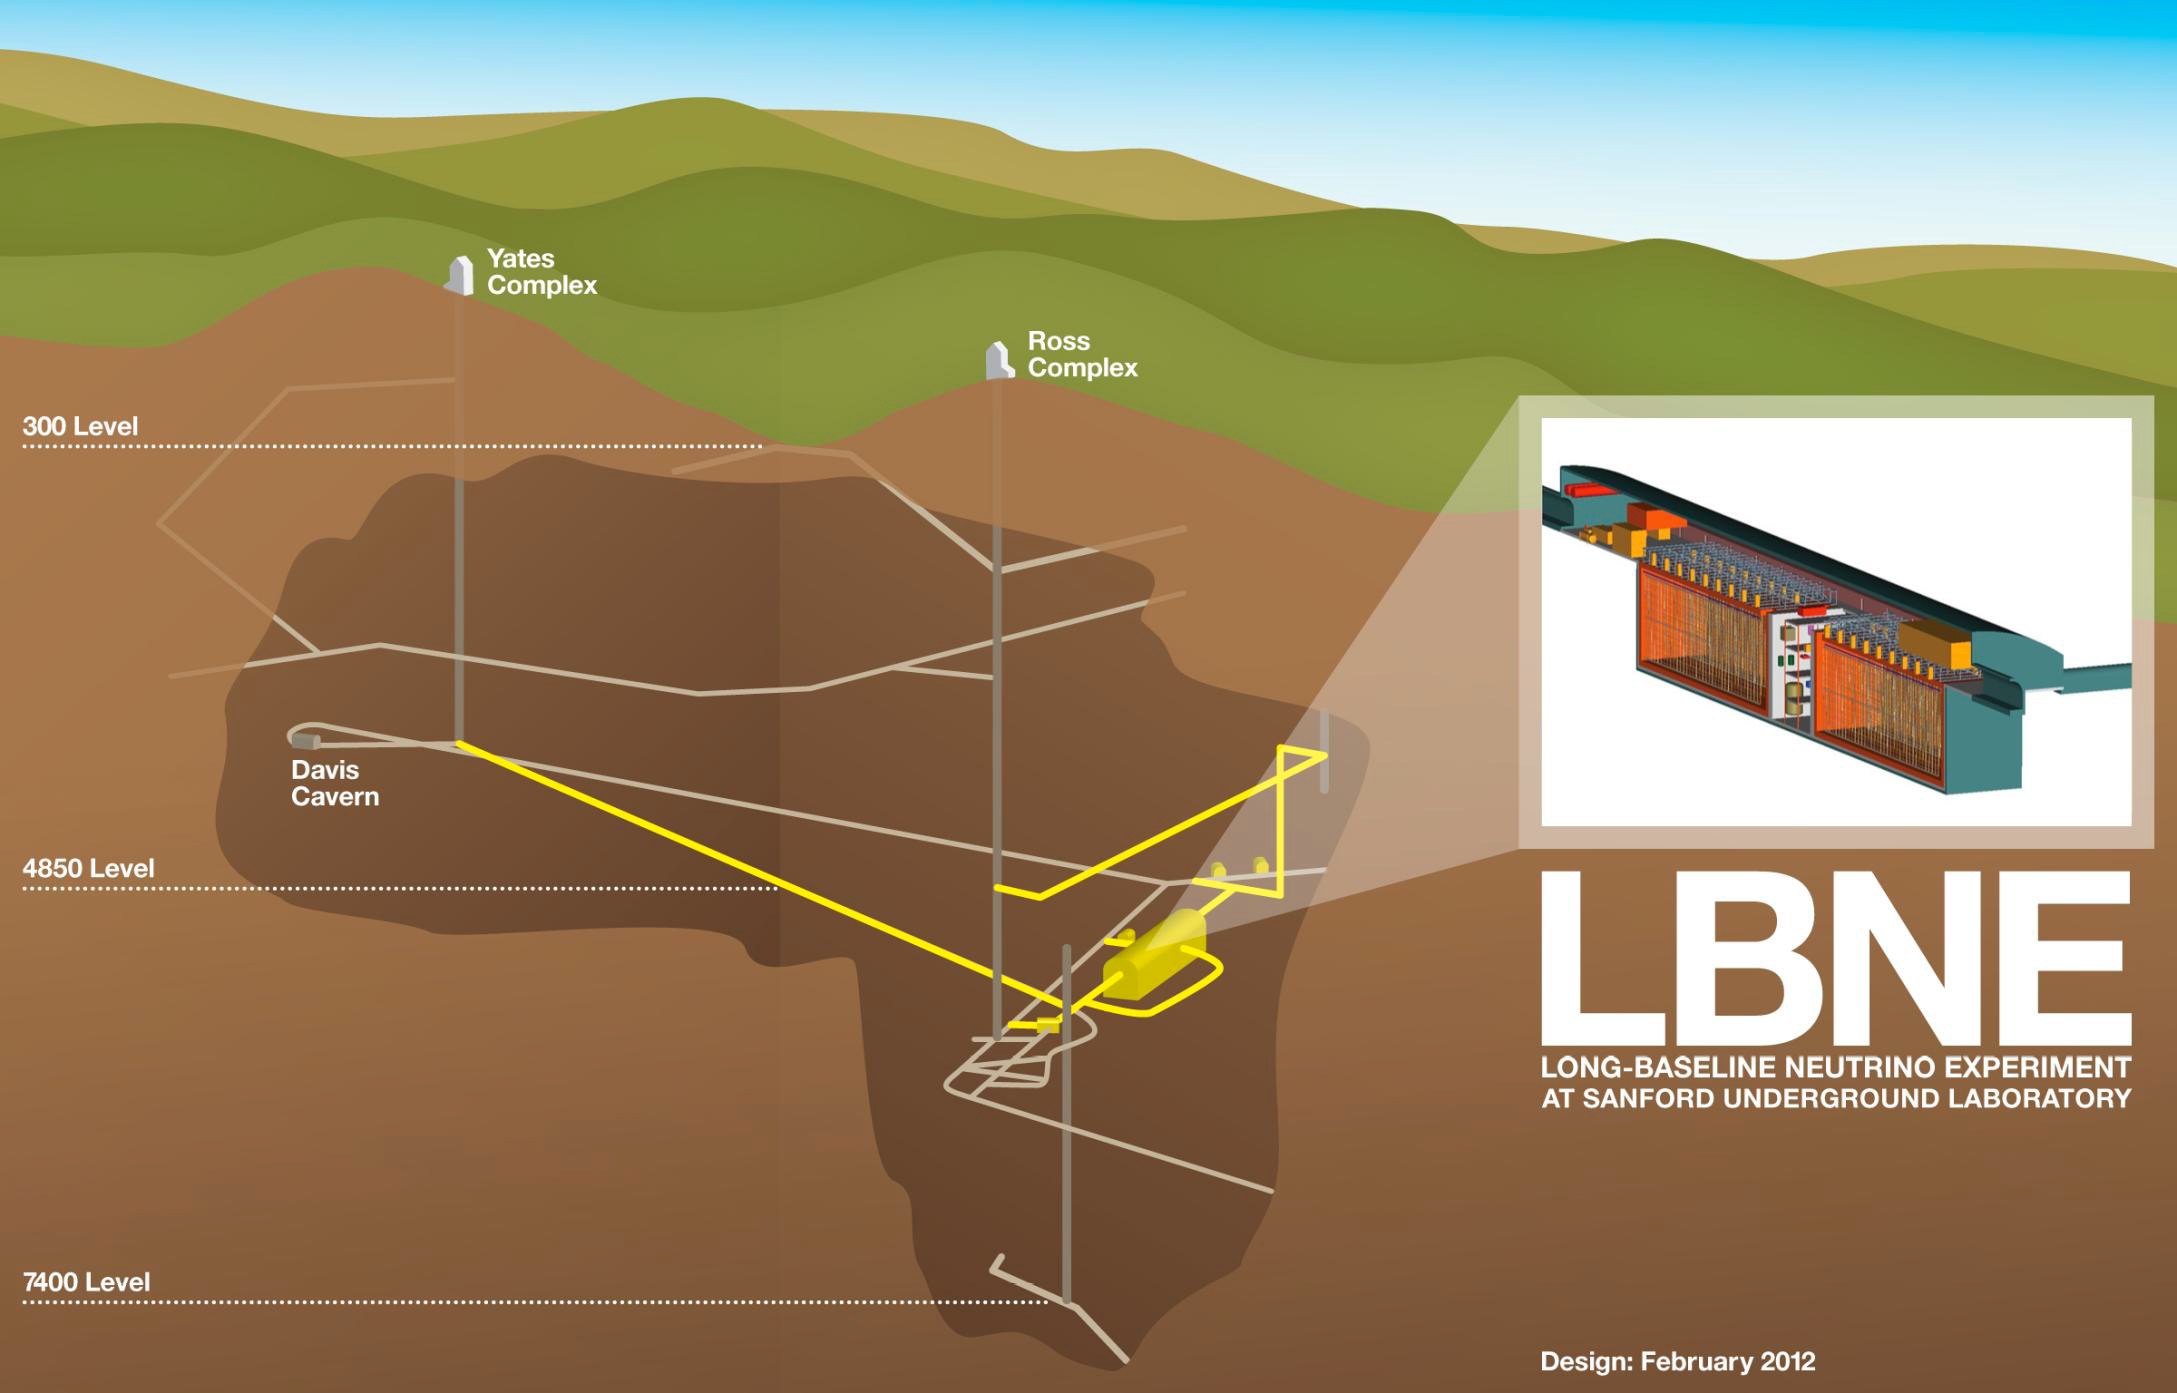 Yates
Complex
Ross
Complex
300 Level
Davis
Cavern
4850 Level
LBNE
LONG-BASELINE NEUTRINO EXPERIMENT
AT SANFORD UNDERGROUND LABORATORY
7400 Level
Design: February 2012